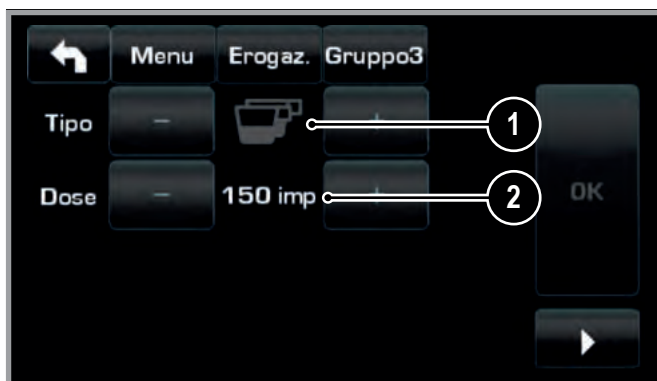 Menu Erogaz. Gruppo3
Tipo - + 1
Dose - 150 imp + 2
OK